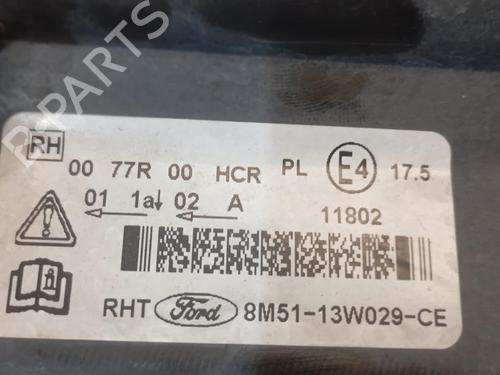 B-PARTS
RH
00 77R 00 HCR PL E4 17.5
01 1a 02 A
11802
RHT Ford 8M51-13W029-CE